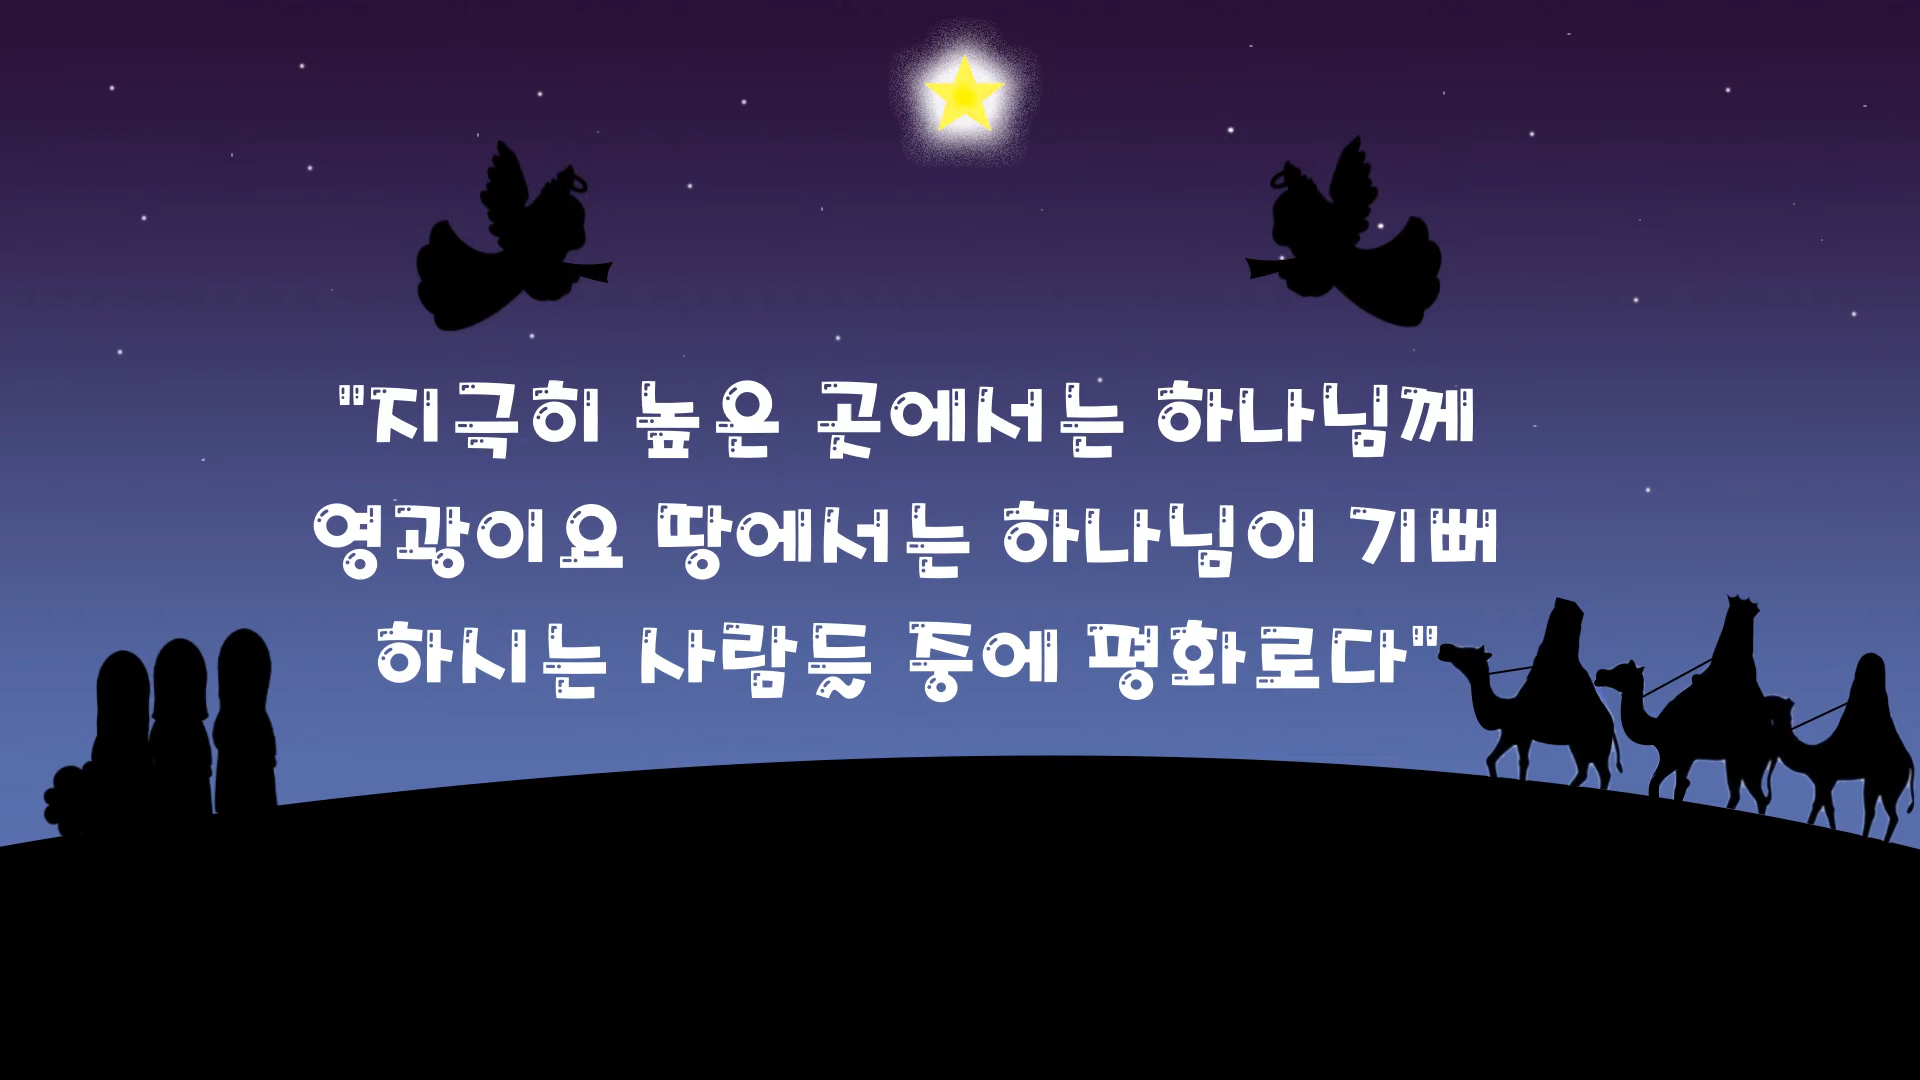 "지극히 높은 곳에서는 하나님께
영광이요 땅에서는 하나님이 기뻐
하시는 사람들 중에 평화로다"